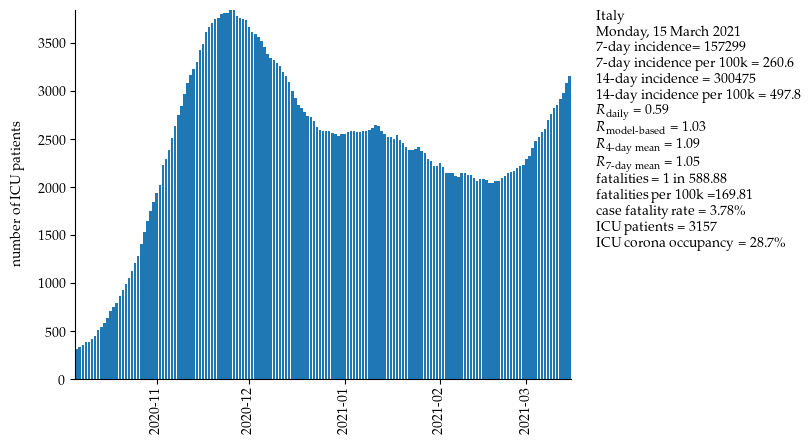 Italy
Monday, 15 March 2021
7-day incidence= 157299
7-day incidence per 100k = 260.6
14-day incidence = 300475
14-day incidence per 100k = 497.8
Rdaily = 0.59
Rmodel-based = 1.03
R4-day mean = 1.09
R7-day mean = 1.05
fatalities = 1 in 588.88
fatalities per 100k =169.81
case fatality rate = 3.78%
ICU patients = 3157
ICU corona occupancy = 28.7%
number of ICU patients
3500
3000
2500
2000
1500
1000
500
0
2020-11
2020-12
2021-01
2021-02
2021-03